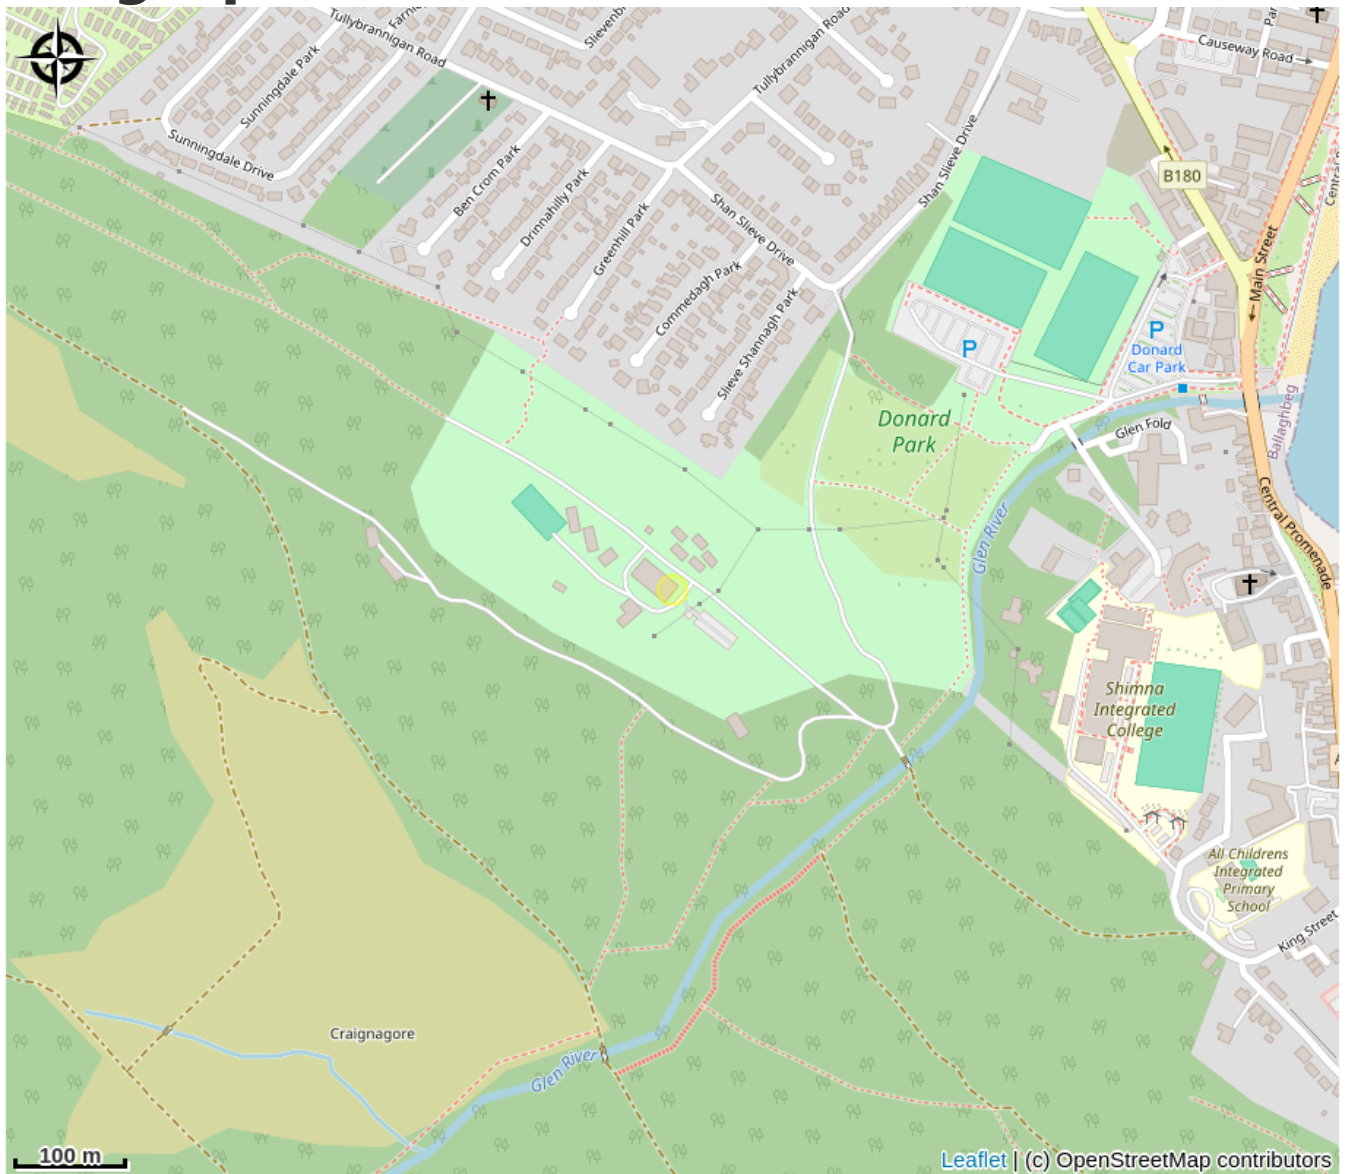 Tullybrannigan Road
Farni
Slievenb
Tullybrannigan Road
Causeway Road
Sunningdale Park
Sunningdale Drive
Ben Crom Park
Drinnahilly Park
Greenhill Park
Shan Slieve Drive
Shan Slieve Drive
B180
Central P
Main Street
Commedagh Park
Slieve Shannagh Park
P
P
Donard
Car Park
Donard
Park
Glen Fold
Ballaghbeg
Central Promenade
Glen River
Shimna
Integrated
College
All Childrens
Integrated
Primary
School
King Street
Craignagore
Glen River
100 m
Leaflet | (c) OpenStreetMap contributors